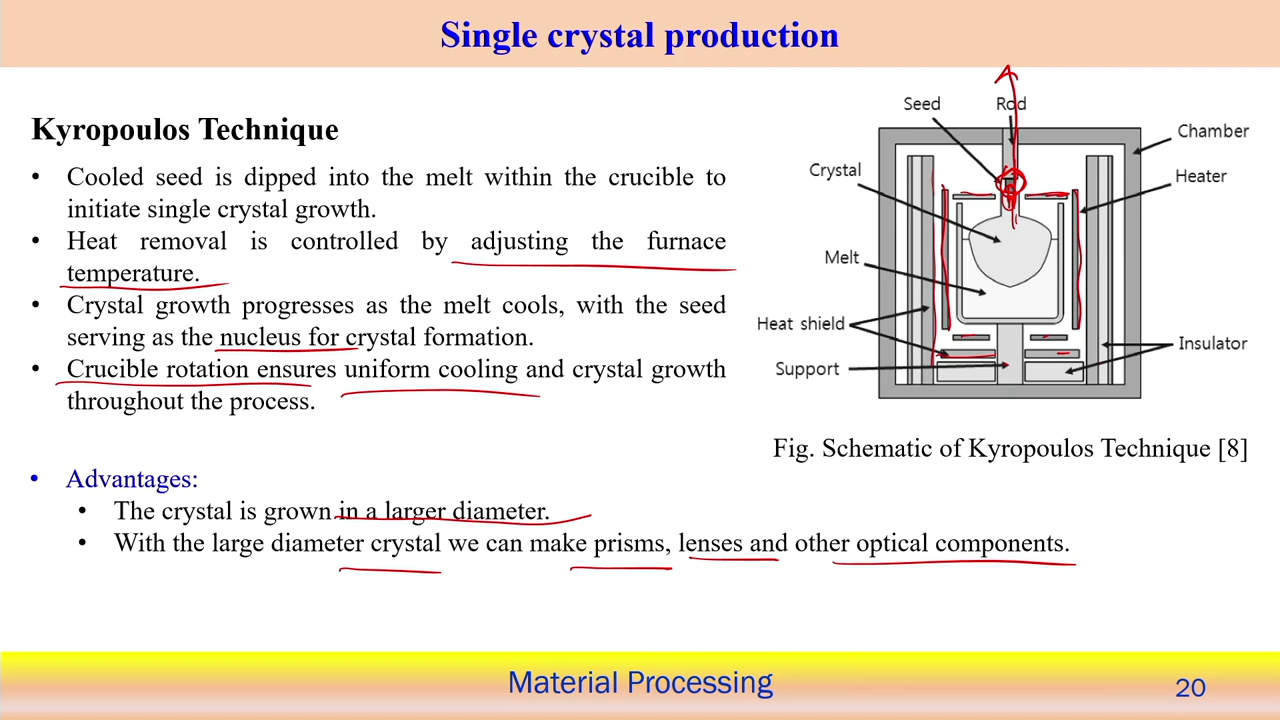 Single crystal production
Kyropoulos Technique
• Cooled seed is dipped into the melt within the crucible to
initiate single crystal growth.
• Heat removal is controlled by adjusting the furnace
temperature.
• Crystal growth progresses as the melt cools, with the seed
serving as the nucleus for crystal formation.
• Crucible rotation ensures uniform cooling and crystal growth
throughout the process.
• Advantages:
• The crystal is grown in a larger diameter.
• With the large diameter crystal we can make prisms, lenses and other optical components.
Seed
Rod
Chamber
Crystal
Heater
Melt
Heat shield
Insulator
Support
Fig. Schematic of Kyropoulos Technique [8]
Material Processing
20